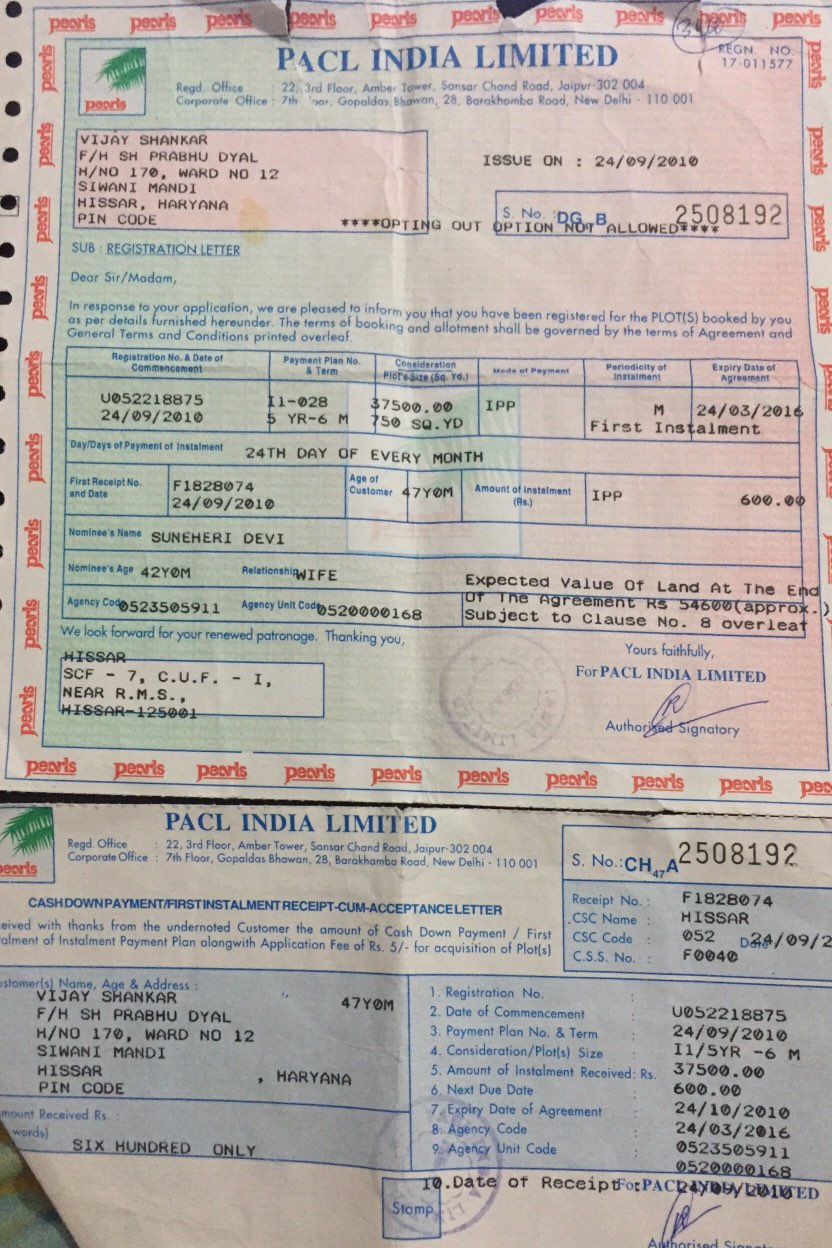 pearls pearls pearls pearls pearls pearls pearls pearls
PACL INDIA LIMITED
REGN. NO.
17-011577
pearls
Regd. Office : 22, 3rd Floor, Amber Tower, Sansar Chand Road, Jaipur-302 004
Corporate Office : 7th Floor, Gopaldas Bhawan, 28, Barakhamba Road, New Delhi - 110 001
VIJAY SHANKAR
F/H SH PRABHU DYAL
H/NO 170, WARD NO 12
SIWANI MANDI
HISSAR, HARYANA
PIN CODE
ISSUE ON : 24/09/2010
S. No. DG B 2508192
****OPTING OUT OPTION NOT ALLOWED****
SUB : REGISTRATION LETTER
Dear Sir/Madam,
In response to your application, we are pleased to inform you that you have been registered for the PLOT(S) booked by you
as per details furnished hereunder. The terms of booking and allotment shall be governed by the terms of Agreement and
General Terms and Conditions printed overleaf.
Registration No. & Date of Commencement Payment Plan No. & Term Consideration Plot's Size (Sq. Yd.) Mode of Payment Periodicity of Instalment Expiry Date of Agreement
U052218875 I1-028 37500.00 IPP M 24/03/2016
24/09/2010 5 YR-6 M 750 SQ.YD First Instalment
Day/Days of Payment of Instalment 24TH DAY OF EVERY MONTH
First Receipt No. and Date F1828074 24/09/2010 Age of Customer 47Y0M Amount of Instalment (Rs.) IPP 600.00
Nominee's Name SUNEHERI DEVI
Nominee's Age 42Y0M Relationship WIFE
Expected Value Of Land At The End
Of The Agreement Rs 54600(approx.)
Subject to Clause No. 8 overleaf
Agency Code 0523505911 Agency Unit Code 0520000168
We look forward for your renewed patronage. Thanking you,
HISSAR
SCF - 7, C.U.F. - I,
NEAR R.M.S.,
HISSAR-125001
Yours faithfully,
For PACL INDIA LIMITED
Authorised Signatory
pearls pearls pearls pearls pearls pearls pearls pearls pearls
PACL INDIA LIMITED
pearls
Regd. Office : 22, 3rd Floor, Amber Tower, Sansar Chand Road, Jaipur-302 004
Corporate Office : 7th Floor, Gopaldas Bhawan, 28, Barakhamba Road, New Delhi - 110 001
S. No.: CH 47 A 2508192
CASH DOWN PAYMENT/FIRST INSTALMENT RECEIPT-CUM-ACCEPTANCE LETTER
eived with thanks from the undernoted Customer the amount of Cash Down Payment / First
alment of Instalment Payment Plan alongwith Application Fee of Rs. 5/- for acquisition of Plot(s)
Receipt No. : F1828074
CSC Name : HISSAR
CSC Code : 052 Date 24/09/2
C.S.S. No. : F0040
ustomer(s) Name, Age & Address :
VIJAY SHANKAR 47Y0M
F/H SH PRABHU DYAL
H/NO 170, WARD NO 12
SIWANI MANDI
HISSAR , HARYANA
PIN CODE
mount Received Rs. :
words)
SIX HUNDRED ONLY
1. Registration No. : U052218875
2. Date of Commencement : 24/09/2010
3. Payment Plan No. & Term : I1/5YR -6 M
4. Consideration/Plot(s) Size : 37500.00
5. Amount of Instalment Received: Rs. 600.00
6. Next Due Date : 24/10/2010
7. Expiry Date of Agreement : 24/03/2016
8. Agency Code : 0523505911
9. Agency Unit Code : 0520000168
10.Date of Receipt : 24/09/2010
For PACL INDIA LIMITED
Stamp
Authorised Signa